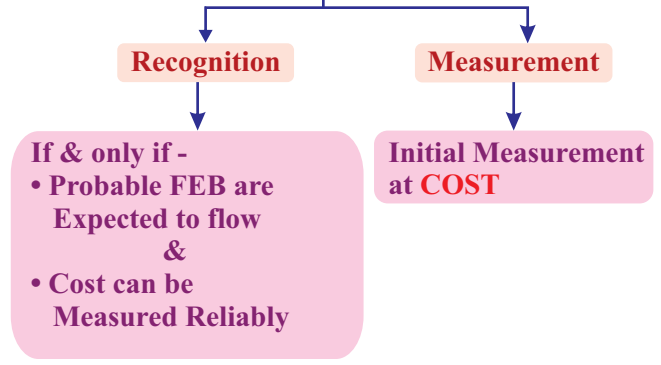 Recognition
Measurement
If & only if -
• Probable FEB are
Expected to flow
&
• Cost can be
Measured Reliably
Initial Measurement
at COST